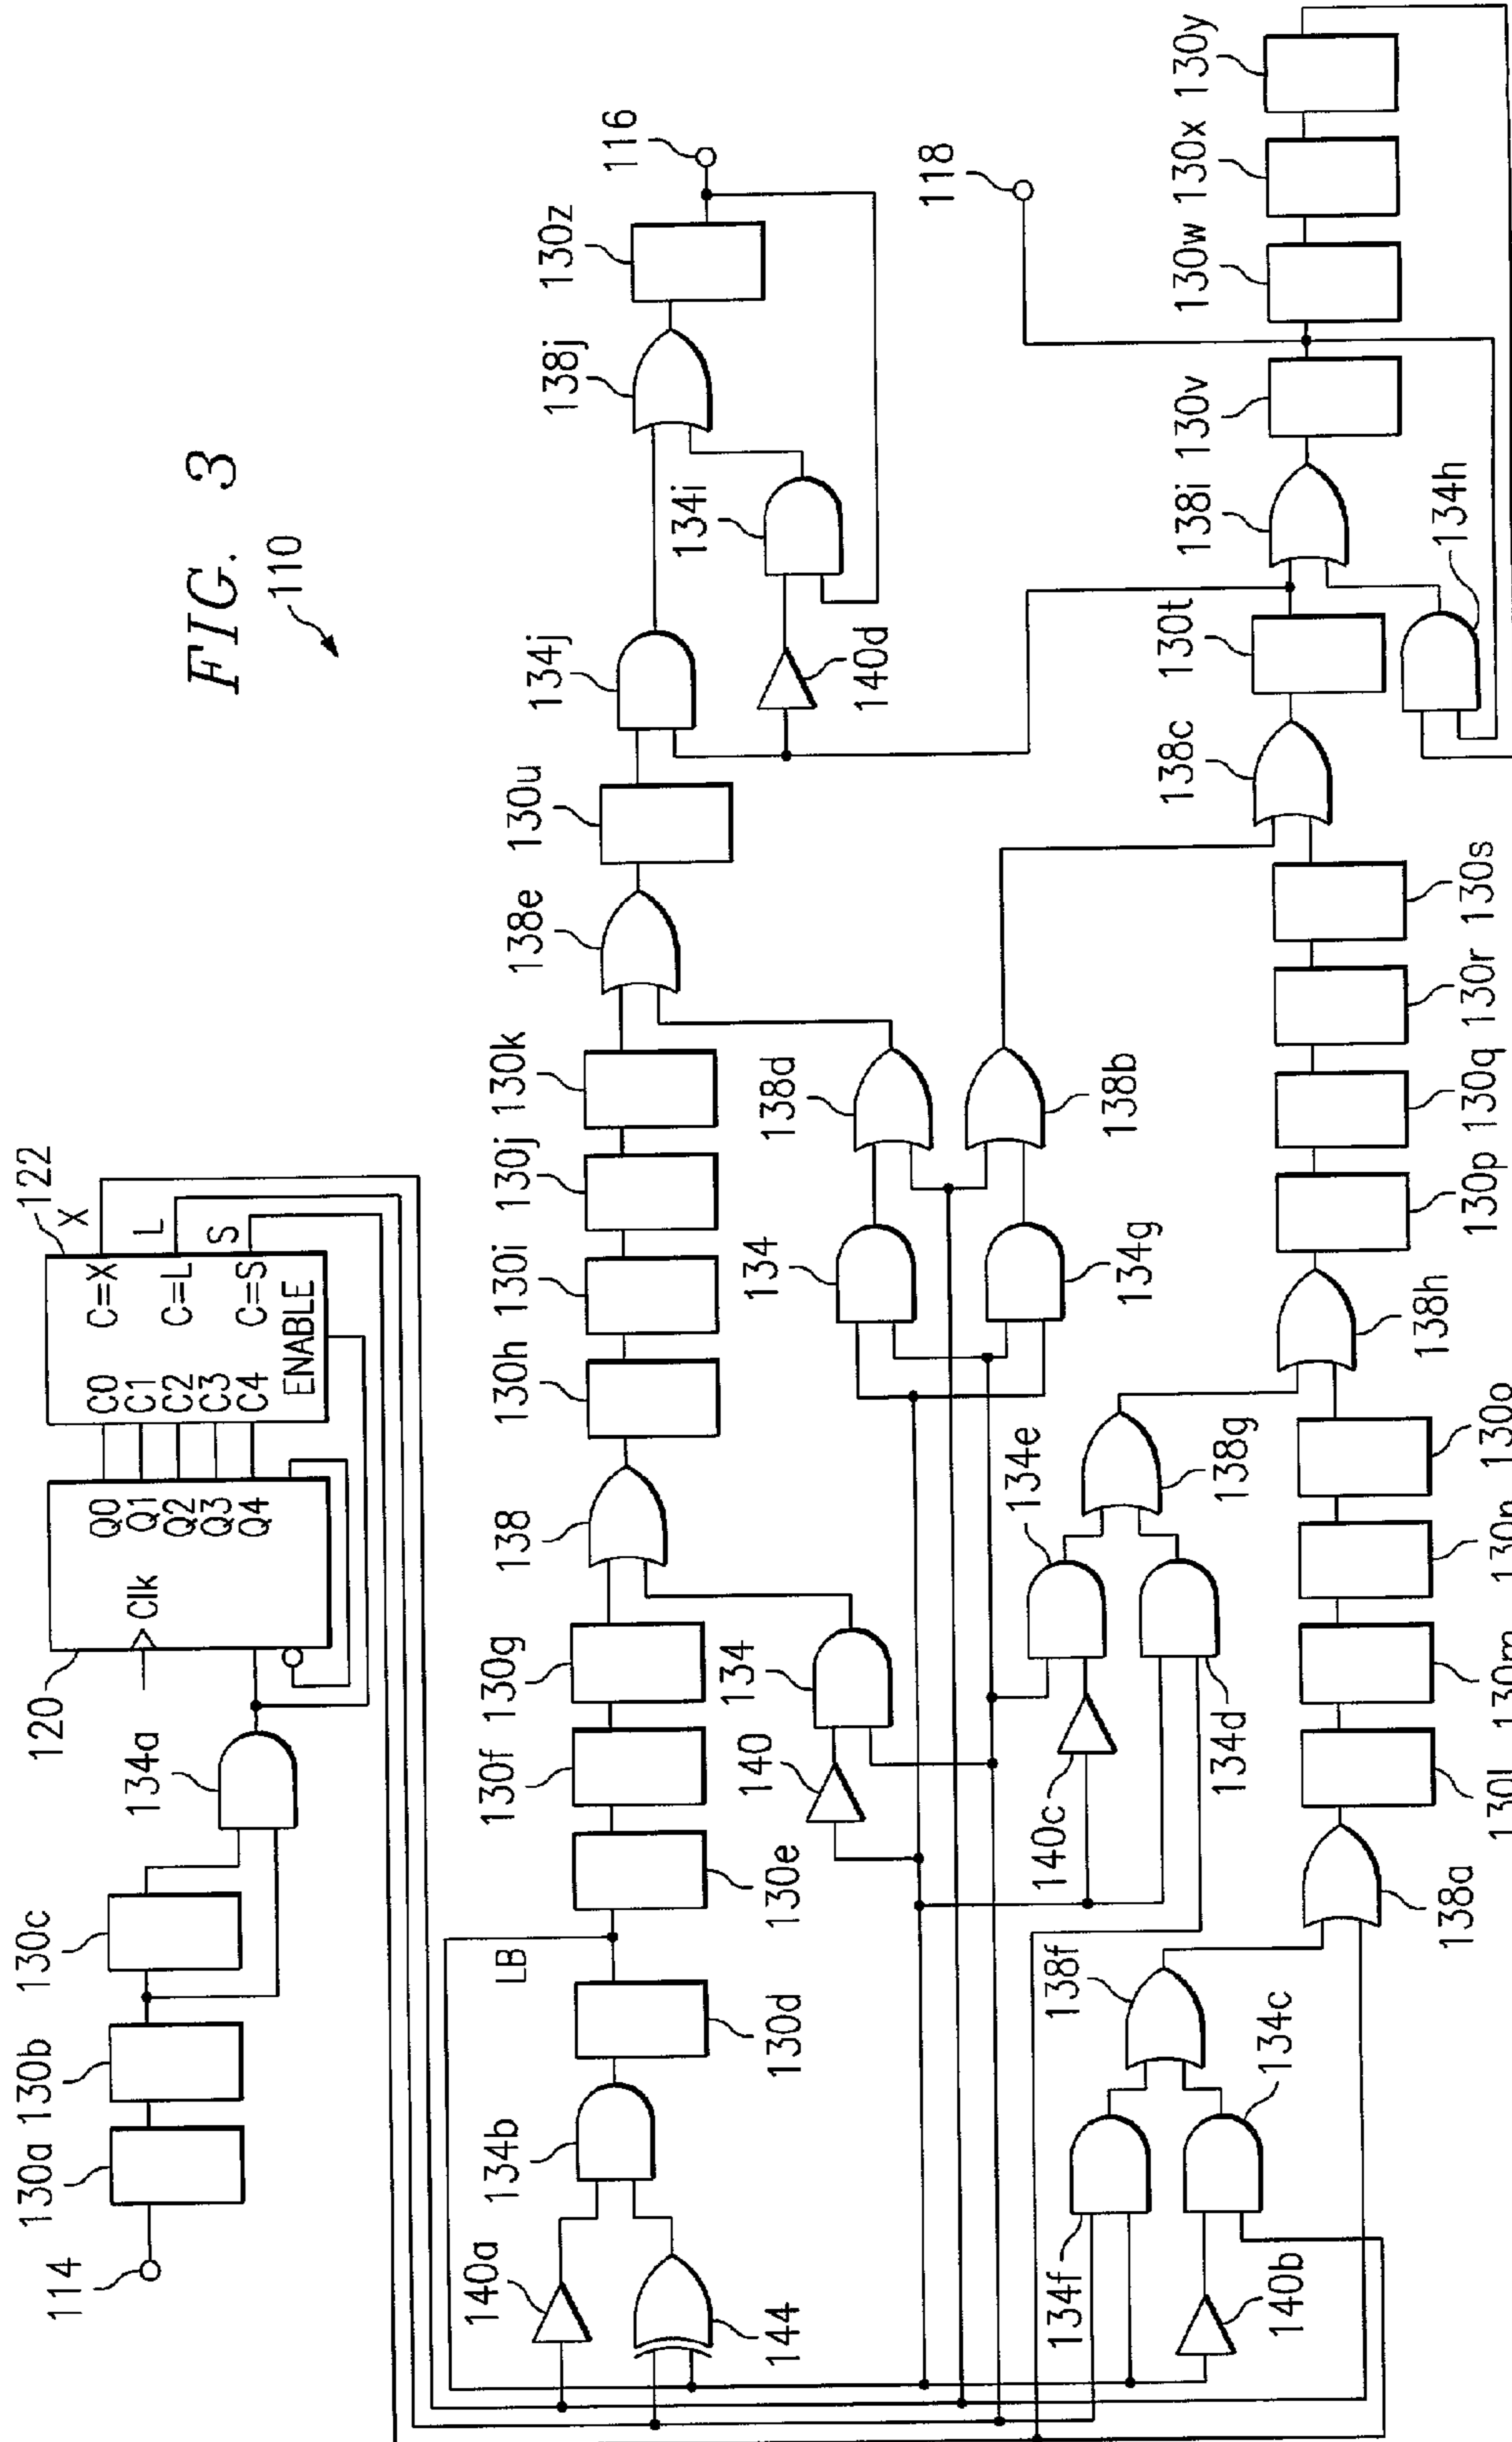 FIG. 3
110
114
130a
130b
130c
134a
120
Clk
Q0
Q1
Q2
Q3
Q4
C0
C1
C2
C3
C4
C=X
C=L
C=S
ENABLE
122
X
L
S
140a
144
134b
130d
LB
130e
130f
130g
140
134
138
130h
130i
130j
130k
138e
130u
134j
140d
134i
138j
130z
116
134
138d
134g
138b
118
134f
140b
134c
138f
140c
134e
134d
138g
138a
130l
130m
130n
130o
138h
130p
130q
130r
130s
138c
130t
134h
138i
130v
130w
130x
130y